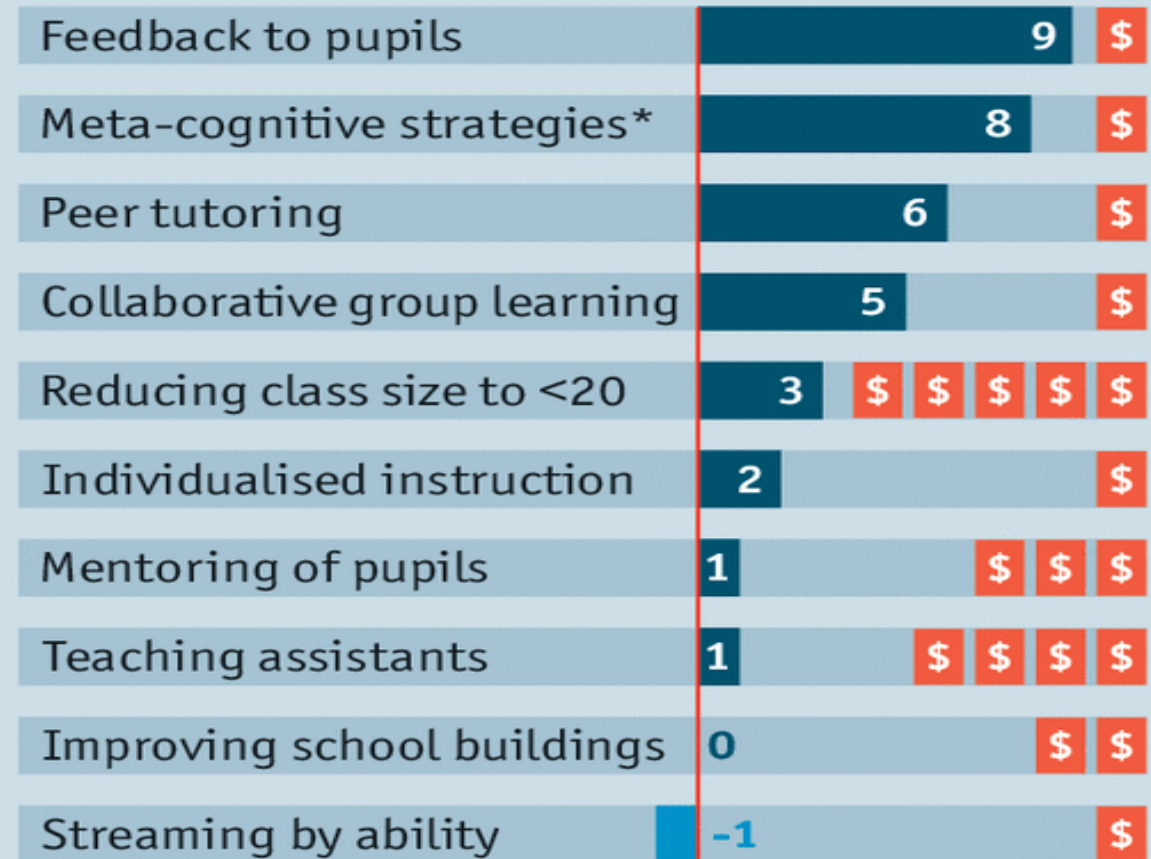 Feedback to pupils 9 $
Meta-cognitive strategies* 8 $
Peer tutoring 6 $
Collaborative group learning 5 $
Reducing class size to <20 3 $ $ $ $ $
Individualised instruction 2 $
Mentoring of pupils 1 $ $ $
Teaching assistants 1 $ $ $ $
Improving school buildings 0 $ $
Streaming by ability -1 $